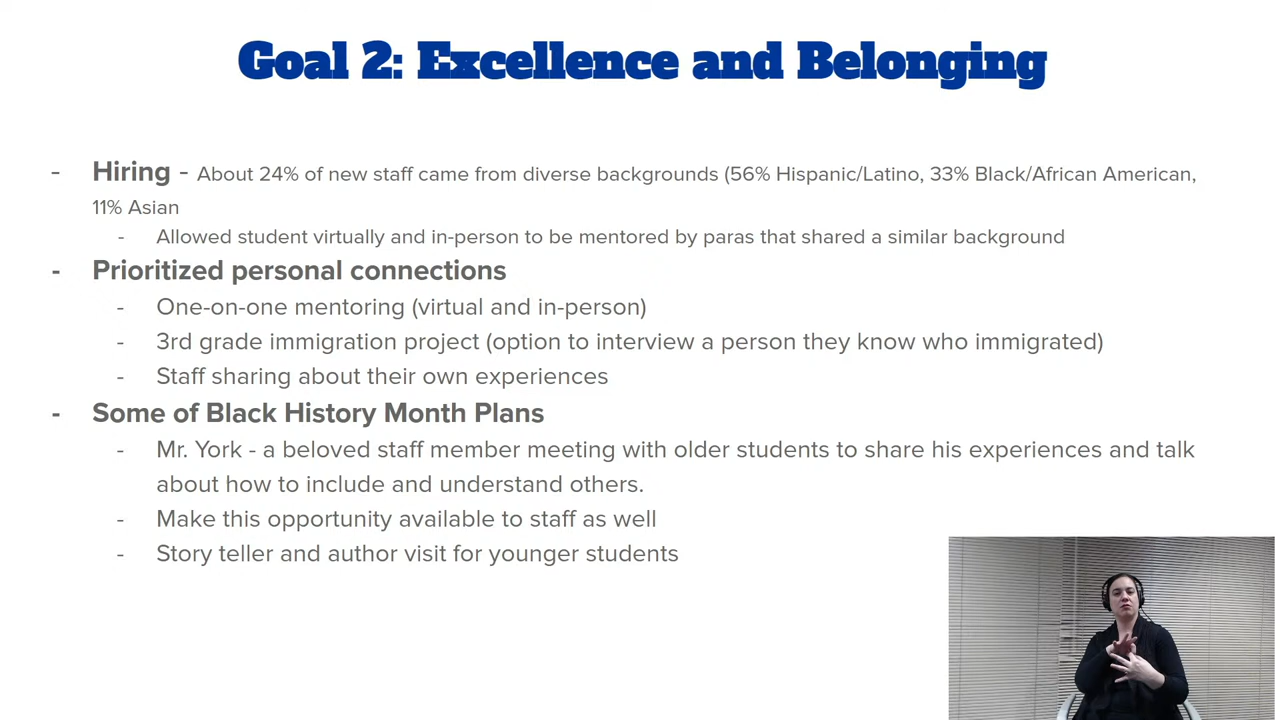 Goal 2: Excellence and Belonging
- Hiring - About 24% of new staff came from diverse backgrounds (56% Hispanic/Latino, 33% Black/African American,
11% Asian
- Allowed student virtually and in-person to be mentored by paras that shared a similar background
- Prioritized personal connections
- One-on-one mentoring (virtual and in-person)
- 3rd grade immigration project (option to interview a person they know who immigrated)
- Staff sharing about their own experiences
- Some of Black History Month Plans
- Mr. York - a beloved staff member meeting with older students to share his experiences and talk
about how to include and understand others.
- Make this opportunity available to staff as well
- Story teller and author visit for younger students